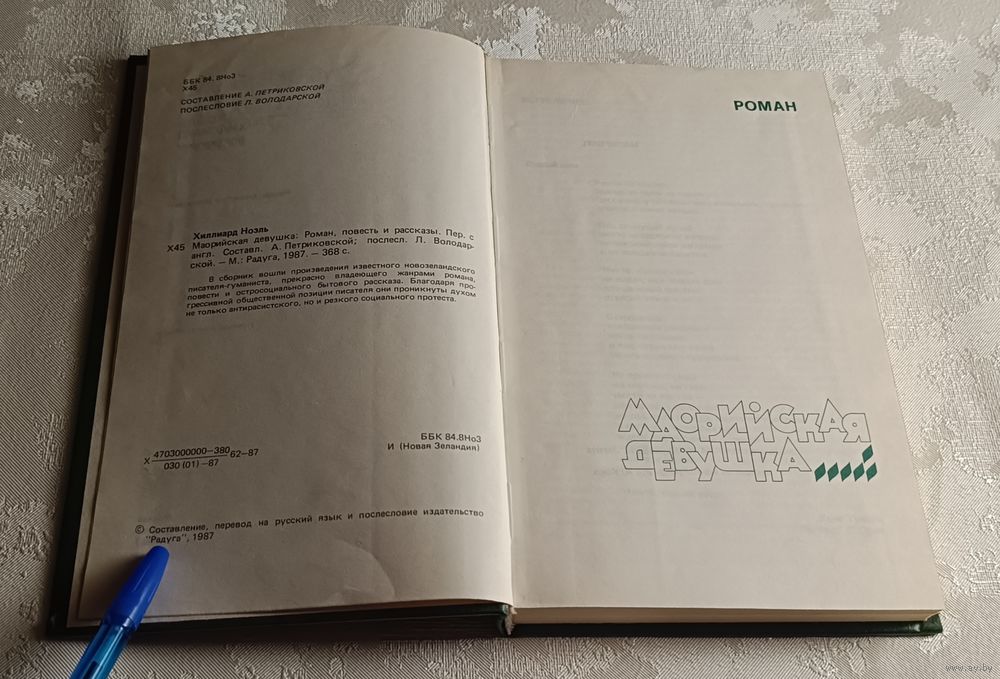 ББК 84.8Но3
Х45
СОСТАВЛЕНИЕ А. ПЕТРИКОВСКОЙ
ПОСЛЕСЛОВИЕ Л. ВОЛОДАРСКОЙ
Хиллиард Ноэль
Х45 Маорийская девушка: Роман, повесть и рассказы. Пер. с
англ. Составл. А. Петриковской; послесл. Л. Володар-
ской. — М.: Радуга, 1987. — 368 с.
В сборник вошли произведения известного новозеландского
писателя-гуманиста, прекрасно владеющего жанрами романа,
повести и остросоциального бытового рассказа. Благодаря про-
грессивной общественной позиции писателя они проникнуты духом
не только антирасистского, но и резкого социального протеста.
Х 4703000000—380 62—87
030 (01)—87
ББК 84.8Но3
И (Новая Зеландия)
© Составление, перевод на русский язык и послесловие издательство
"Радуга", 1987
РОМАН
МАОРИЙСКАЯ
ДЕВУШКА
www.ay.by